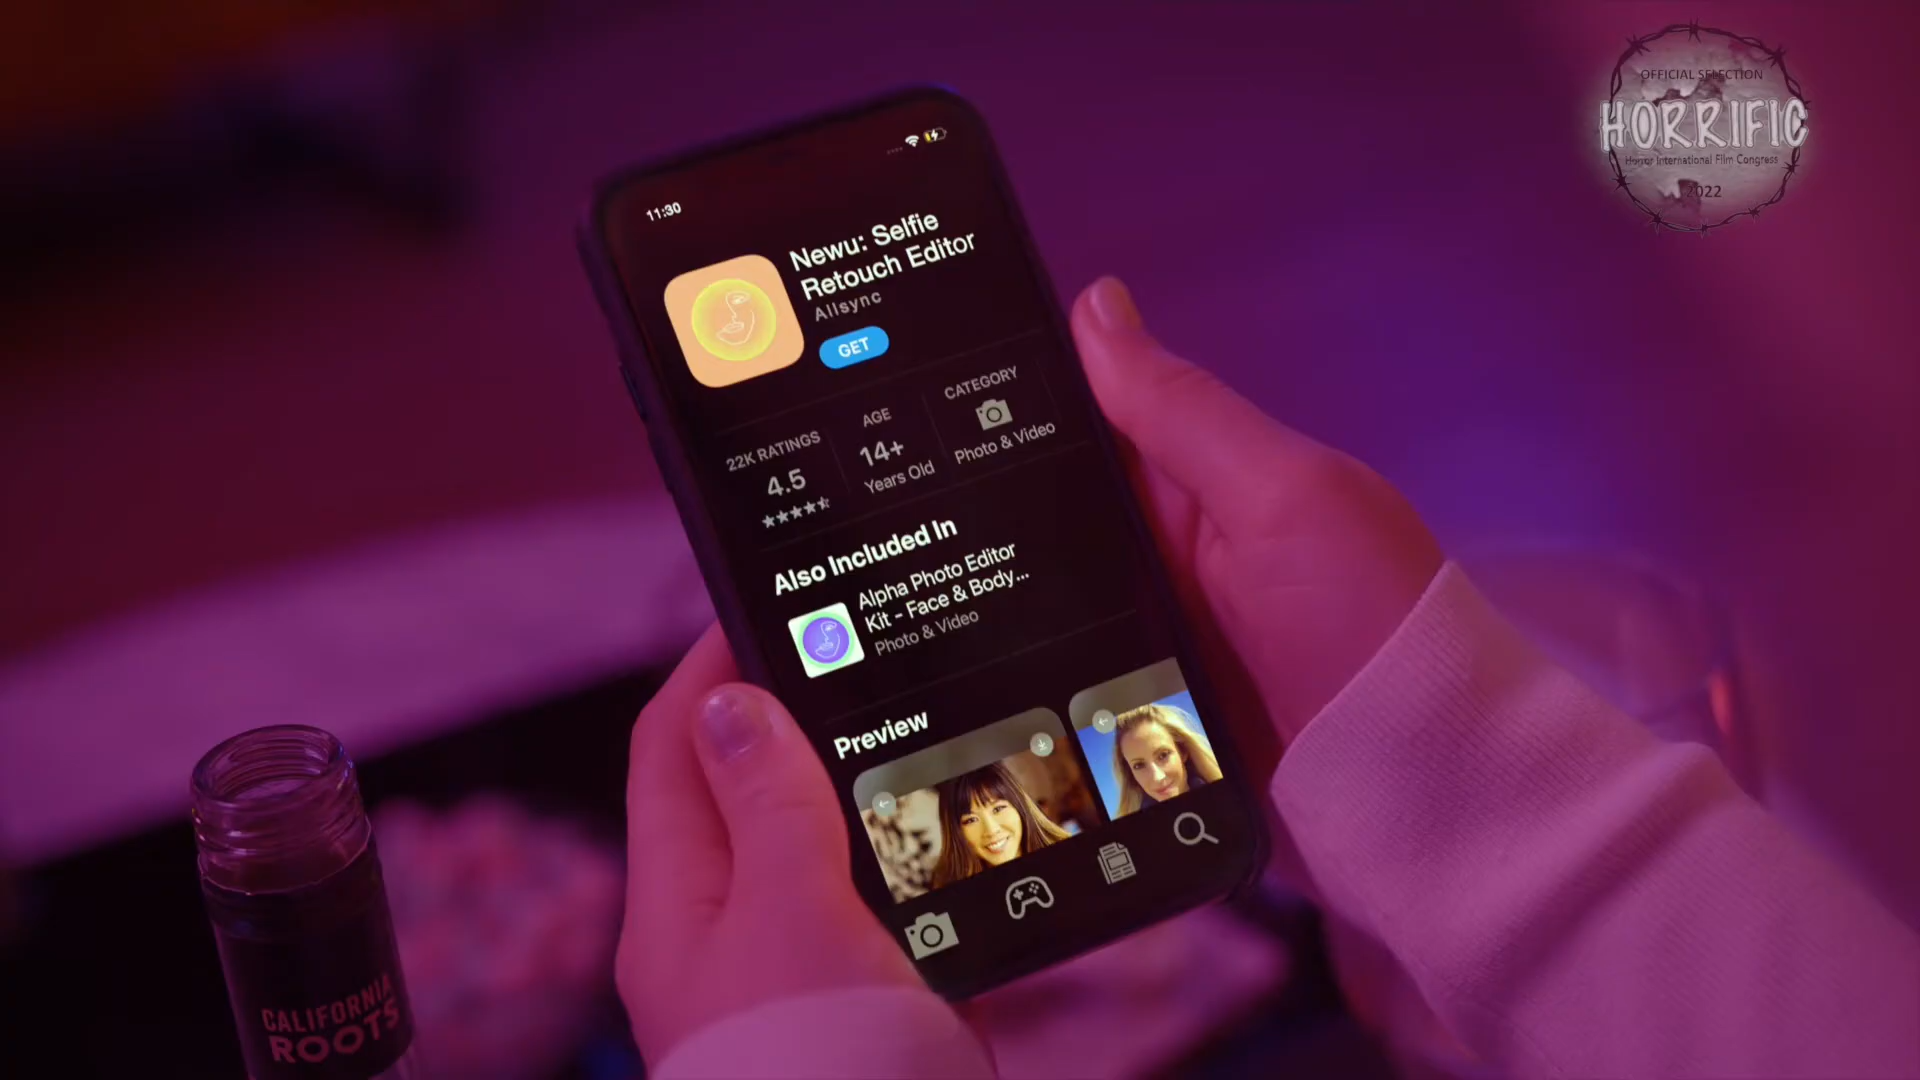 OFFICIAL SELECTION
HORRIFIC
Horror International Film Congress
2022
11:30
Newu: Selfie
Retouch Editor
Allsync
GET
22K RATINGS
4.5
AGE
14+
Years Old
CATEGORY
Photo & Video
Also Included In
Alpha Photo Editor
Kit - Face & Body...
Photo & Video
Preview
CALIFORNIA
ROOTS